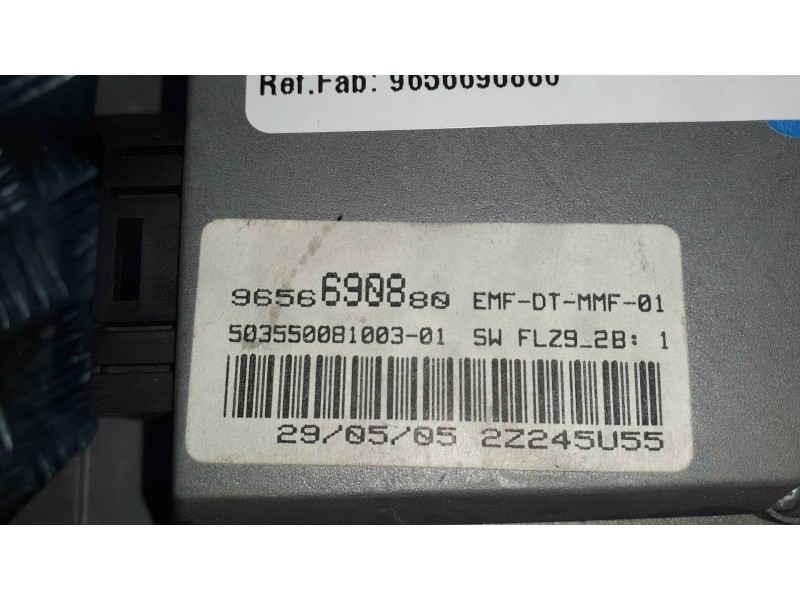 Ref.Fab: 9656690880
9656690880 EMF-DT-MMF-01
503550081003-01 SW FLZ9_2B: 1
29/05/05 2Z245U55